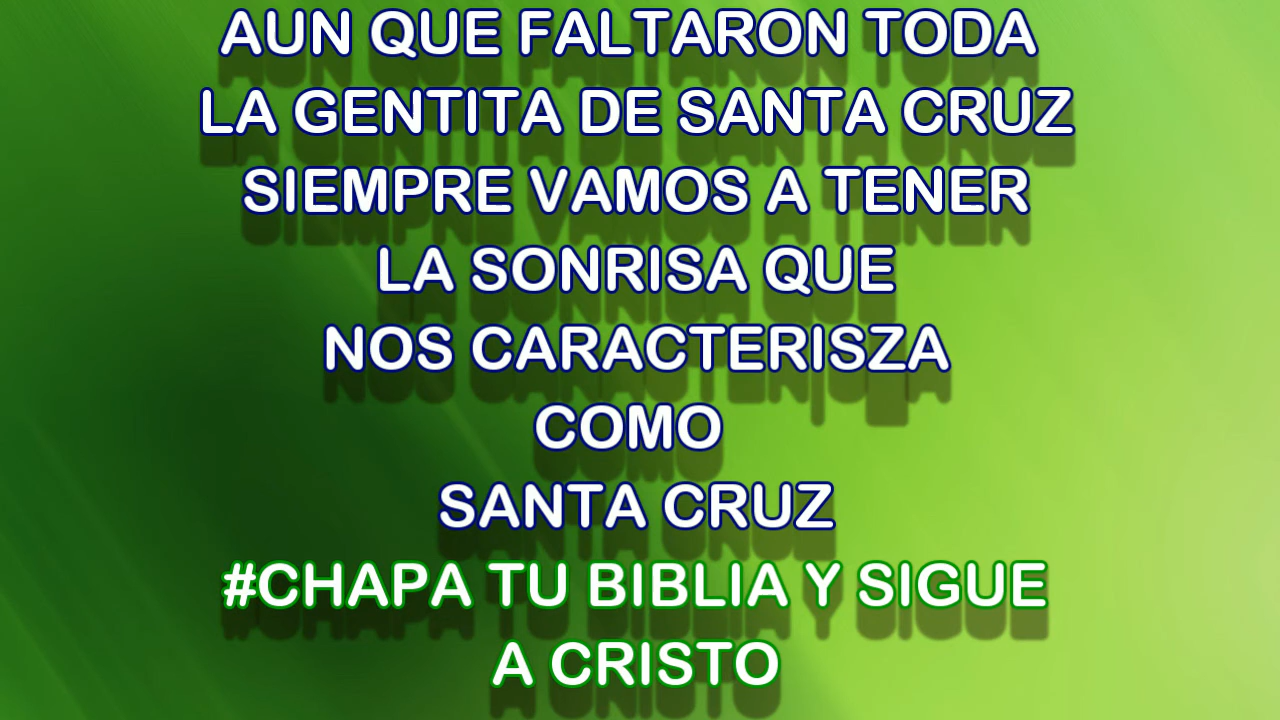 AUN QUE FALTARON TODA
LA GENTITA DE SANTA CRUZ
SIEMPRE VAMOS A TENER
LA SONRISA QUE
NOS CARACTERISZA
COMO
SANTA CRUZ
#CHAPA TU BIBLIA Y SIGUE
A CRISTO